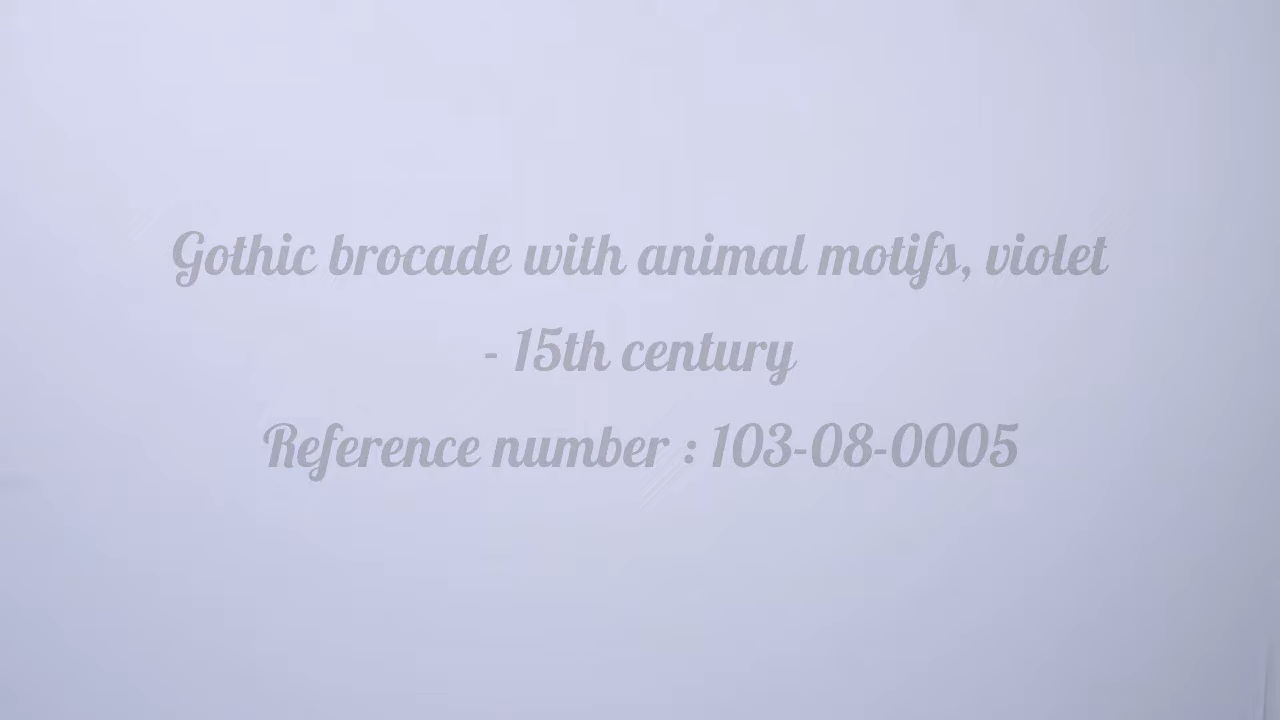 Gothic brocade with animal motifs, violet
- 15th century
Reference number : 103-08-0005